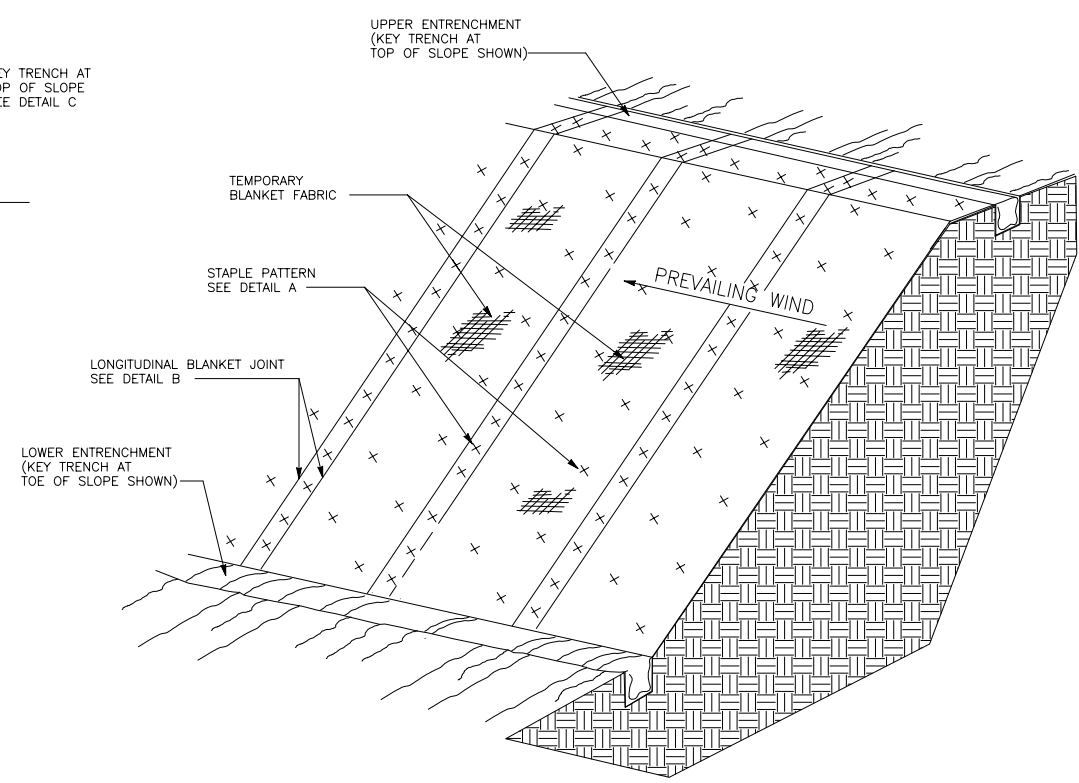 UPPER ENTRENCHMENT
(KEY TRENCH AT
TOP OF SLOPE SHOWN)
TRENCH AT
OF SLOPE
DETAIL C
TEMPORARY
BLANKET FABRIC
STAPLE PATTERN
SEE DETAIL A
PREVAILING WIND
LONGITUDINAL BLANKET JOINT
SEE DETAIL B
LOWER ENTRENCHMENT
(KEY TRENCH AT
TOE OF SLOPE SHOWN)